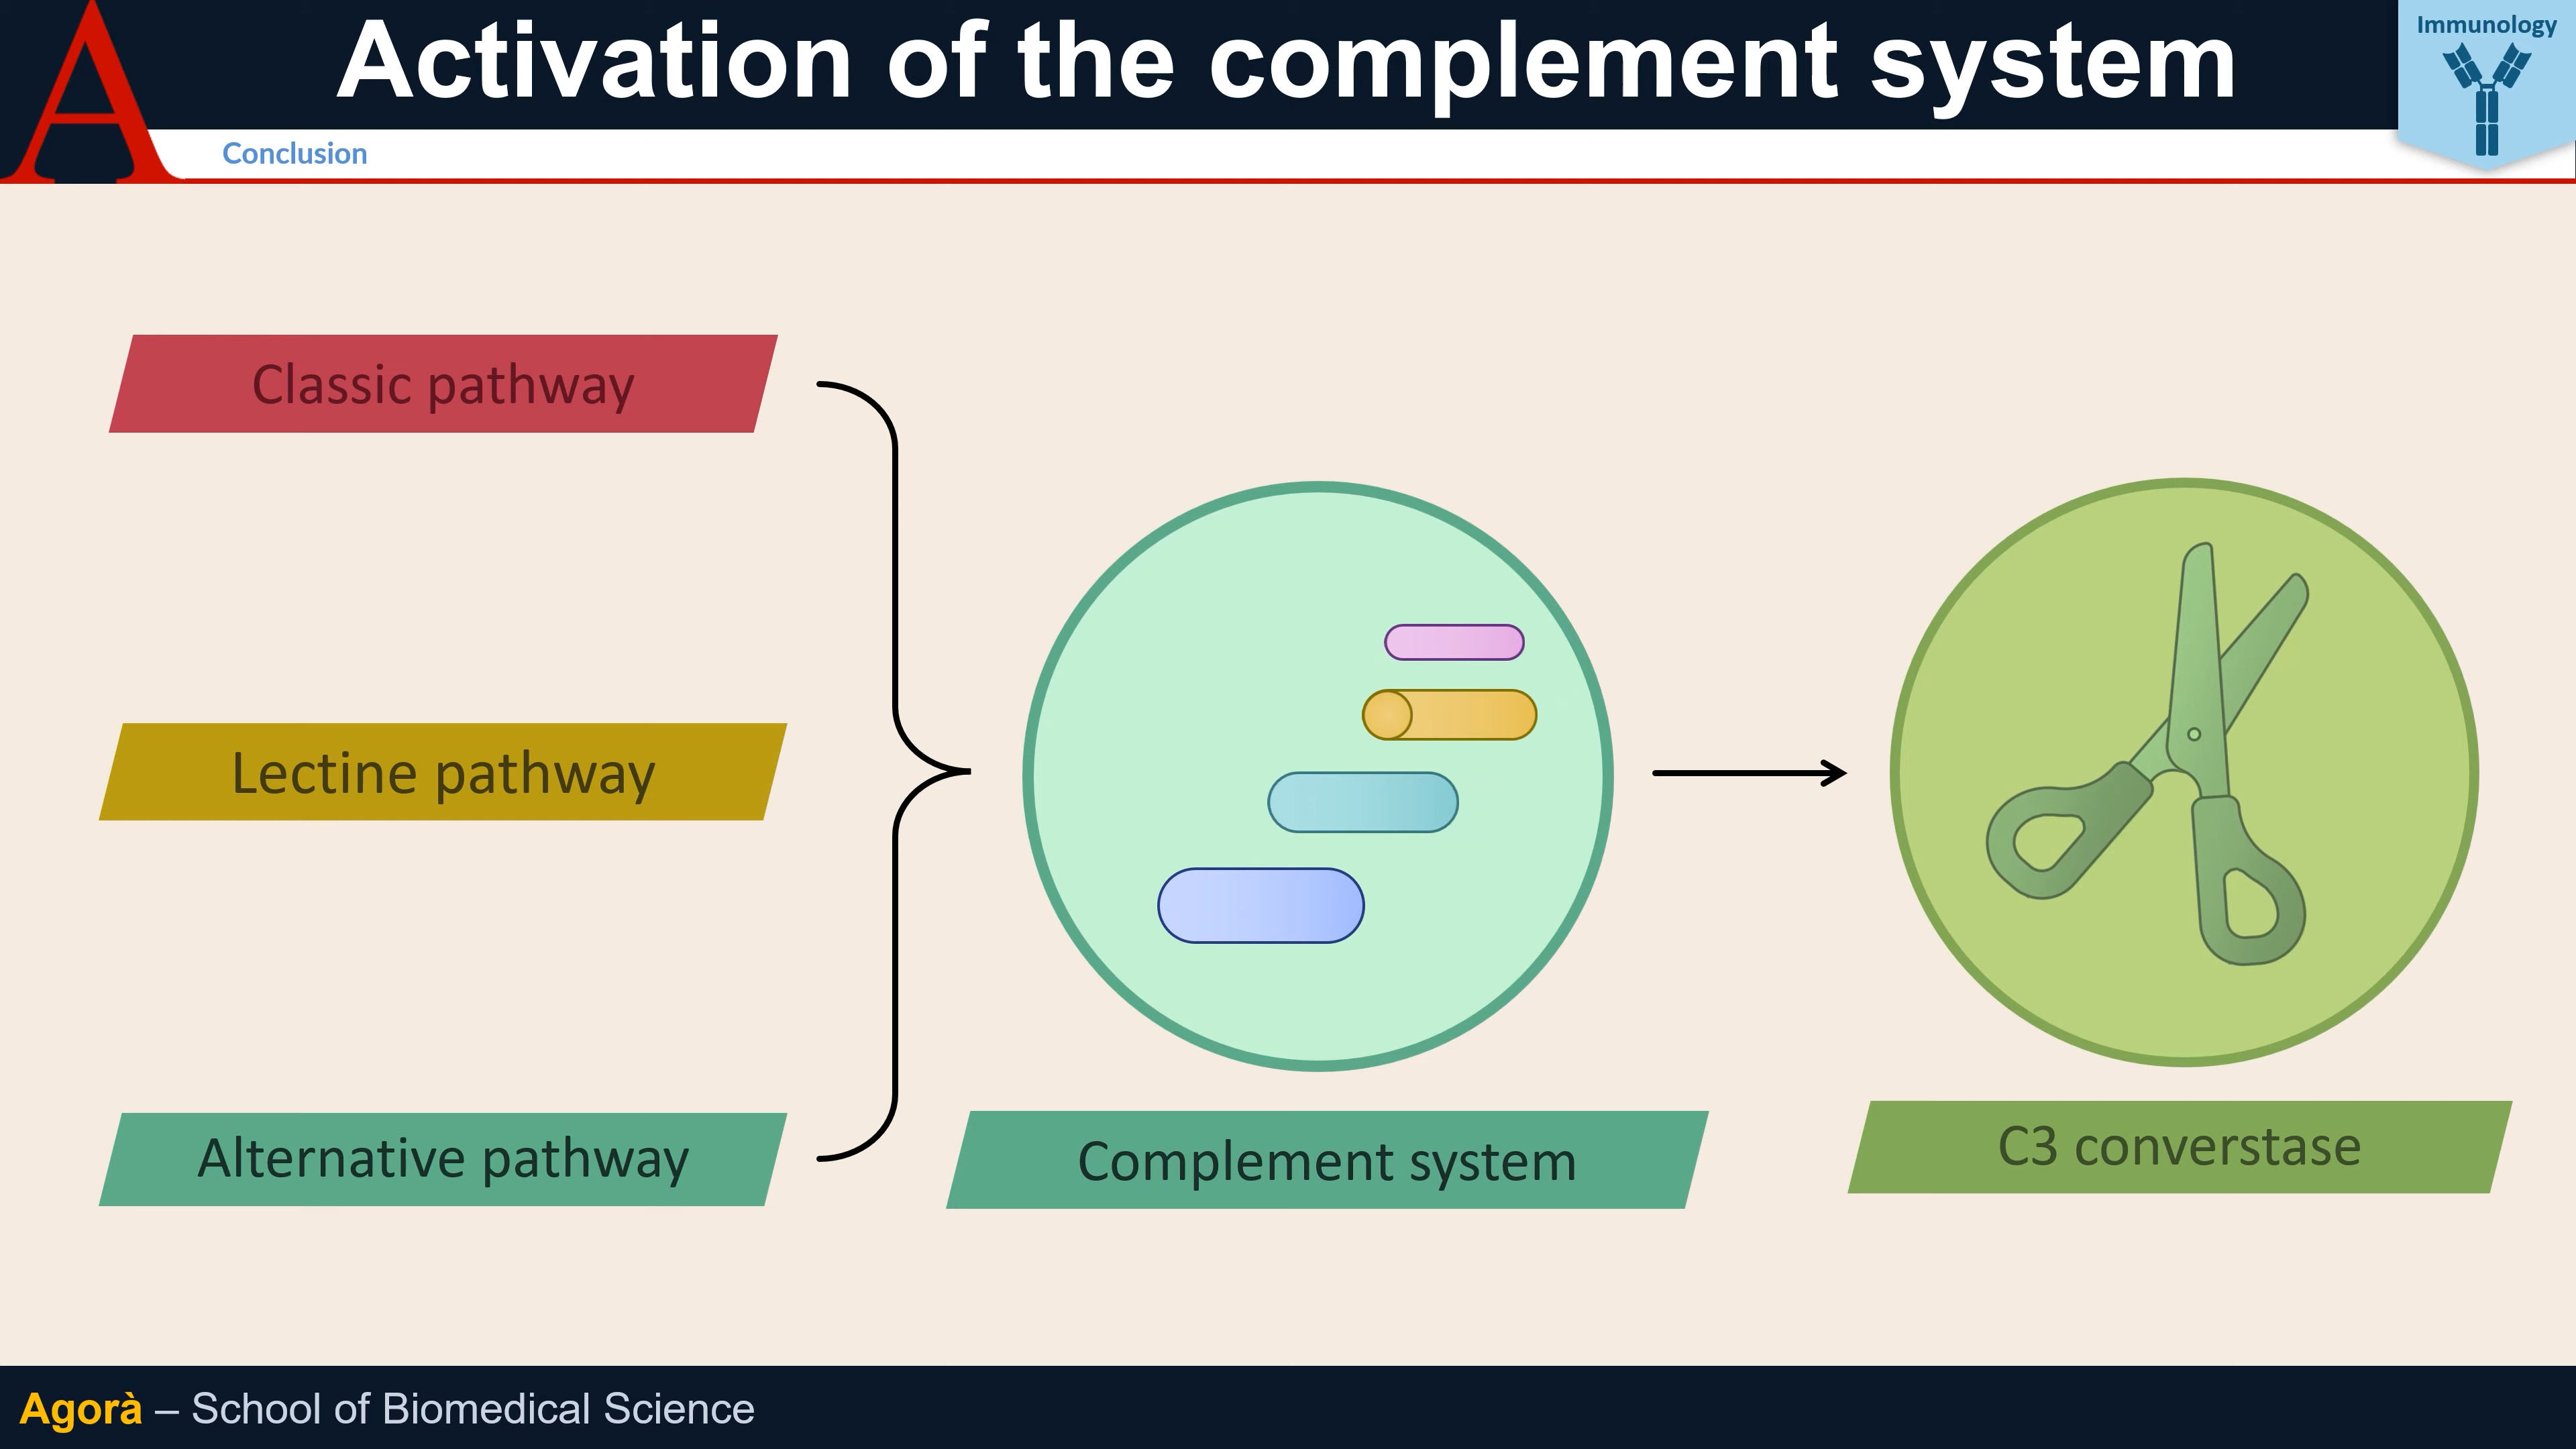 A
Activation of the complement system
Immunology
Conclusion
Classic pathway
Lectine pathway
Alternative pathway
Complement system
C3 converstase
Agorà – School of Biomedical Science